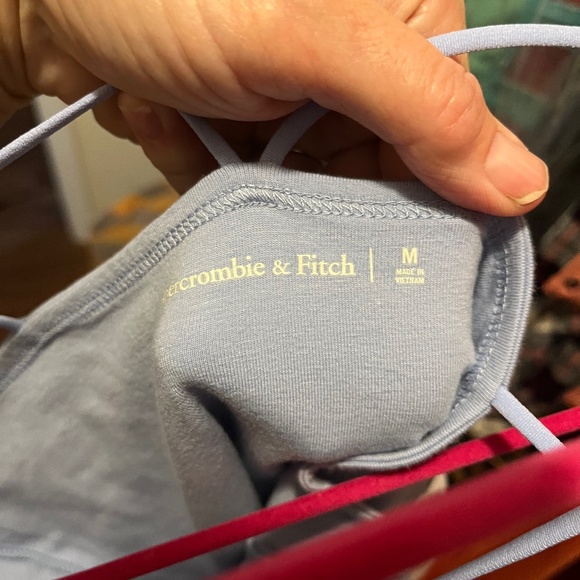 ercrombie & Fitch | M
MADE IN
VIETNAM